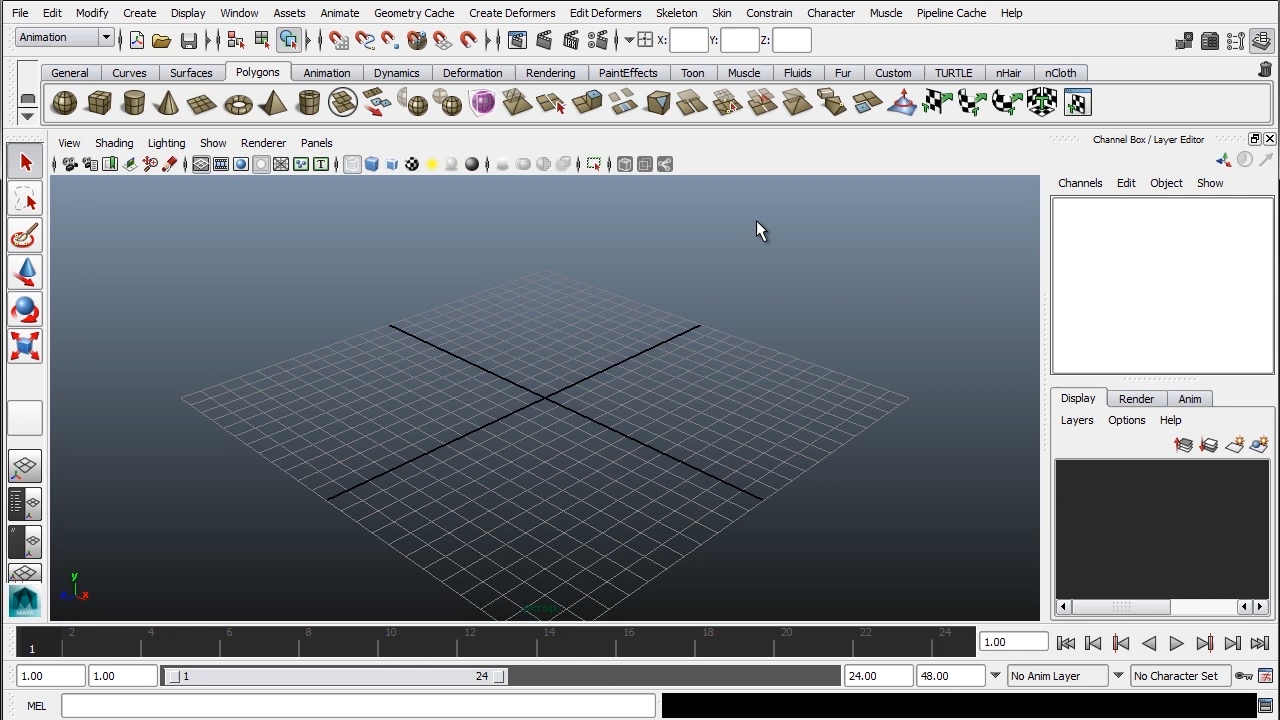 File Edit Modify Create Display Window Assets Animate Geometry Cache Create Deformers Edit Deformers Skeleton Skin Constrain Character Muscle Pipeline Cache Help
Animation X: Y: Z:
General Curves Surfaces Polygons Animation Dynamics Deformation Rendering PaintEffects Toon Muscle Fluids Fur Custom TURTLE nHair nCloth
View Shading Lighting Show Renderer Panels
Channel Box / Layer Editor
Channels Edit Object Show
Display Render Anim
Layers Options Help
y
x
persp
MAYA
2 4 6 8 10 12 14 16 18 20 22 24
1 1.00
1.00 1.00 1 24 24.00 48.00 No Anim Layer No Character Set
MEL